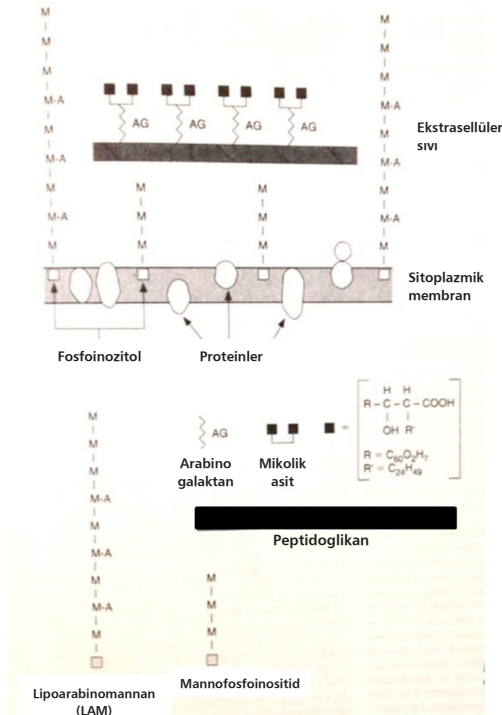 M
M
M
M
M
M
M-A
M-A
AG
AG
AG
AG
M
M
M-A
M-A
M
M
M
M
M-A
M
M
M-A
M
M
M
M
Ekstrasellüler
sıvı
Sitoplazmik
membran
Fosfoinozitol
Proteinler
M
M
M
M-A
M
M-A
M
M-A
M
AG
Arabino
galaktan
Mikolik
asit
=
H H
R-C-C-COOH
OH R'
R = C60O2H7
R' = C24H49
Peptidoglikan
M
M
M
Lipoarabinomannan
(LAM)
Mannofosfoinositid